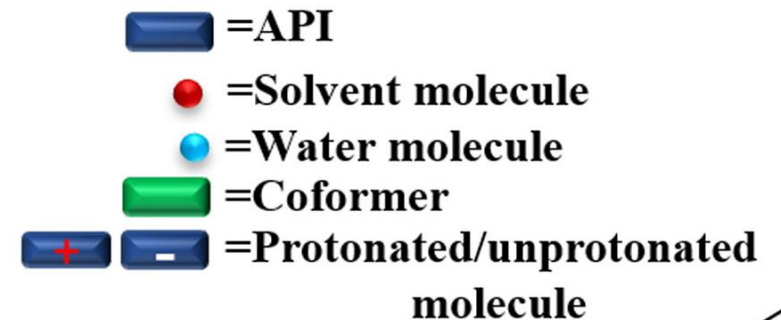 =API
=Solvent molecule
=Water molecule
=Coformer
+ - =Protonated/unprotonated
molecule